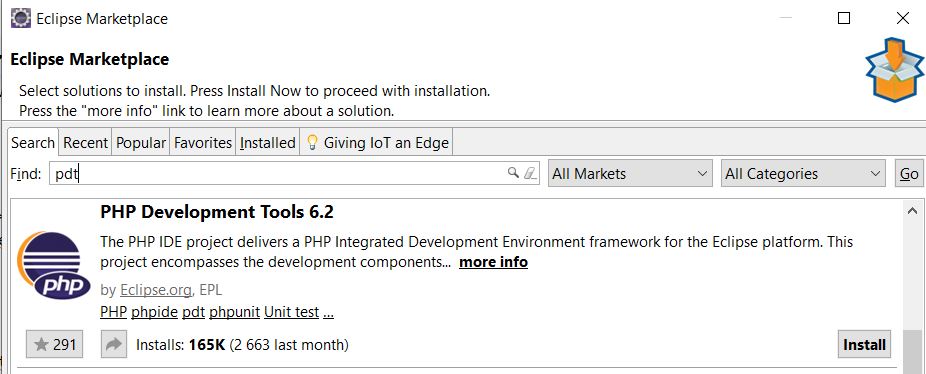 Eclipse Marketplace
Eclipse Marketplace
Select solutions to install. Press Install Now to proceed with installation.
Press the "more info" link to learn more about a solution.
Search Recent Popular Favorites Installed Giving IoT an Edge
Find: pdt All Markets All Categories Go
PHP Development Tools 6.2
The PHP IDE project delivers a PHP Integrated Development Environment framework for the Eclipse platform. This
project encompasses the development components... more info
php
by Eclipse.org, EPL
PHP phpide pdt phpunit Unit test ...
291 Installs: 165K (2 663 last month) Install